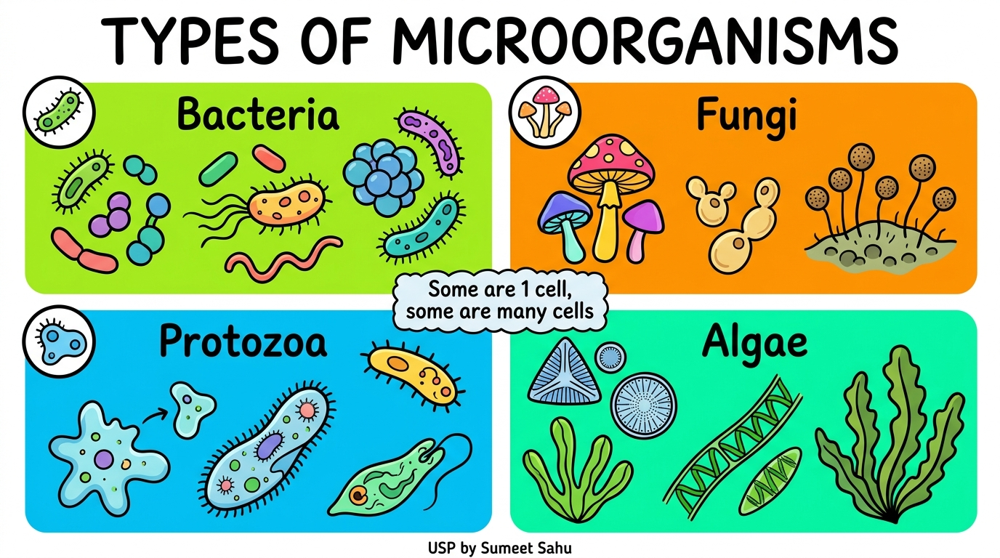 TYPES OF MICROORGANISMS
Bacteria
Fungi
Some are 1 cell,
some are many cells
Protozoa
Algae
USP by Sumeet Sahu